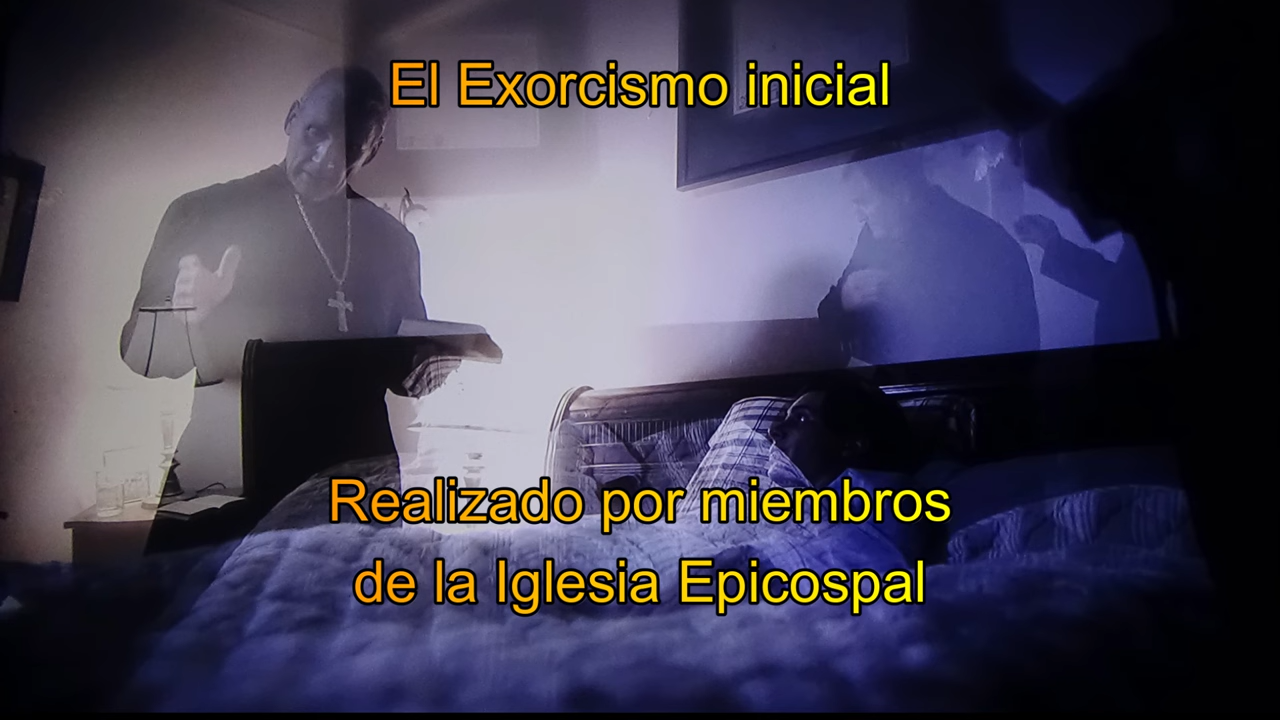 El Exorcismo inicial
Realizado por miembros
de la Iglesia Epicospal